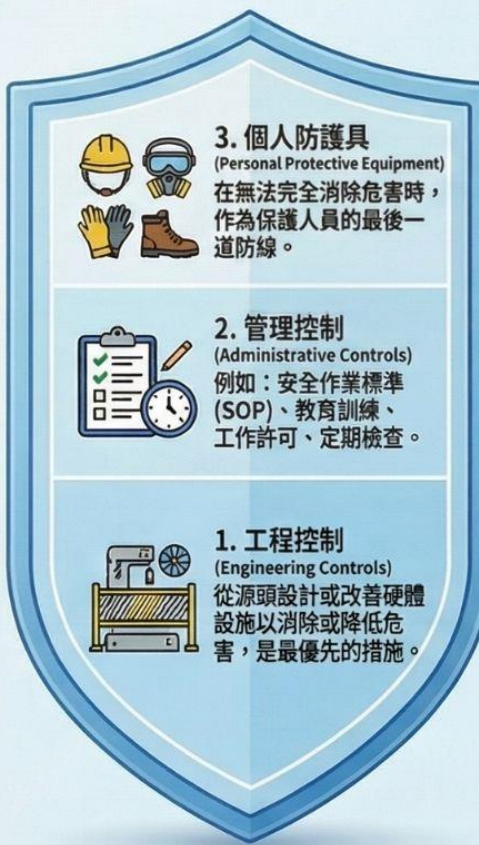 3. 個人防護具
(Personal Protective Equipment)
在無法完全消除危害時，
作為保護人員的最後一
道防線。
2. 管理控制
(Administrative Controls)
例如：安全作業標準
(SOP)、教育訓練、
工作許可、定期檢查。
1. 工程控制
(Engineering Controls)
從源頭設計或改善硬體
設施以消除或降低危
害，是最優先的措施。